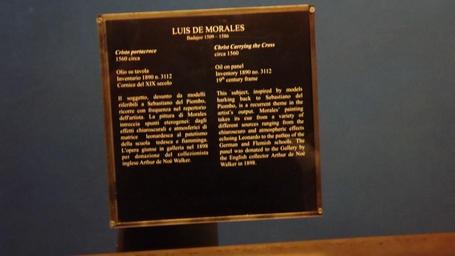 LUIS DE MORALES
Badajoz 1509 - 1586
Cristo portacroce
1560 circa
Olio su tavola
Inventario 1890 n. 3112
Cornice del XIX secolo
Il soggetto, desunto da modelli
riferibili a Sebastiano del Piombo,
ricorre con frequenza nel repertorio
dell'artista. La pittura di Morales
intreccia spunti eterogenei: dagli
effetti chiaroscurali e atmosferici di
matrice leonardesca al patetismo
della scuola tedesca e fiamminga.
L'opera giunse in galleria nel 1898
per donazione del collezionista
inglese Arthur de Noè Walker.
Christ Carrying the Cross
circa 1560
Oil on panel
Inventory 1890 no. 3112
19th century frame
This subject, inspired by models
harking back to Sebastiano del
Piombo, is a recurrent theme in the
artist's output. Morales' painting
takes its cue from a variety of
different sources ranging from the
chiaroscuro and atmospheric effects
echoing Leonardo to the pathos of the
German and Flemish schools. The
panel was donated to the Gallery by
the English collector Arthur de Noè
Walker in 1898.